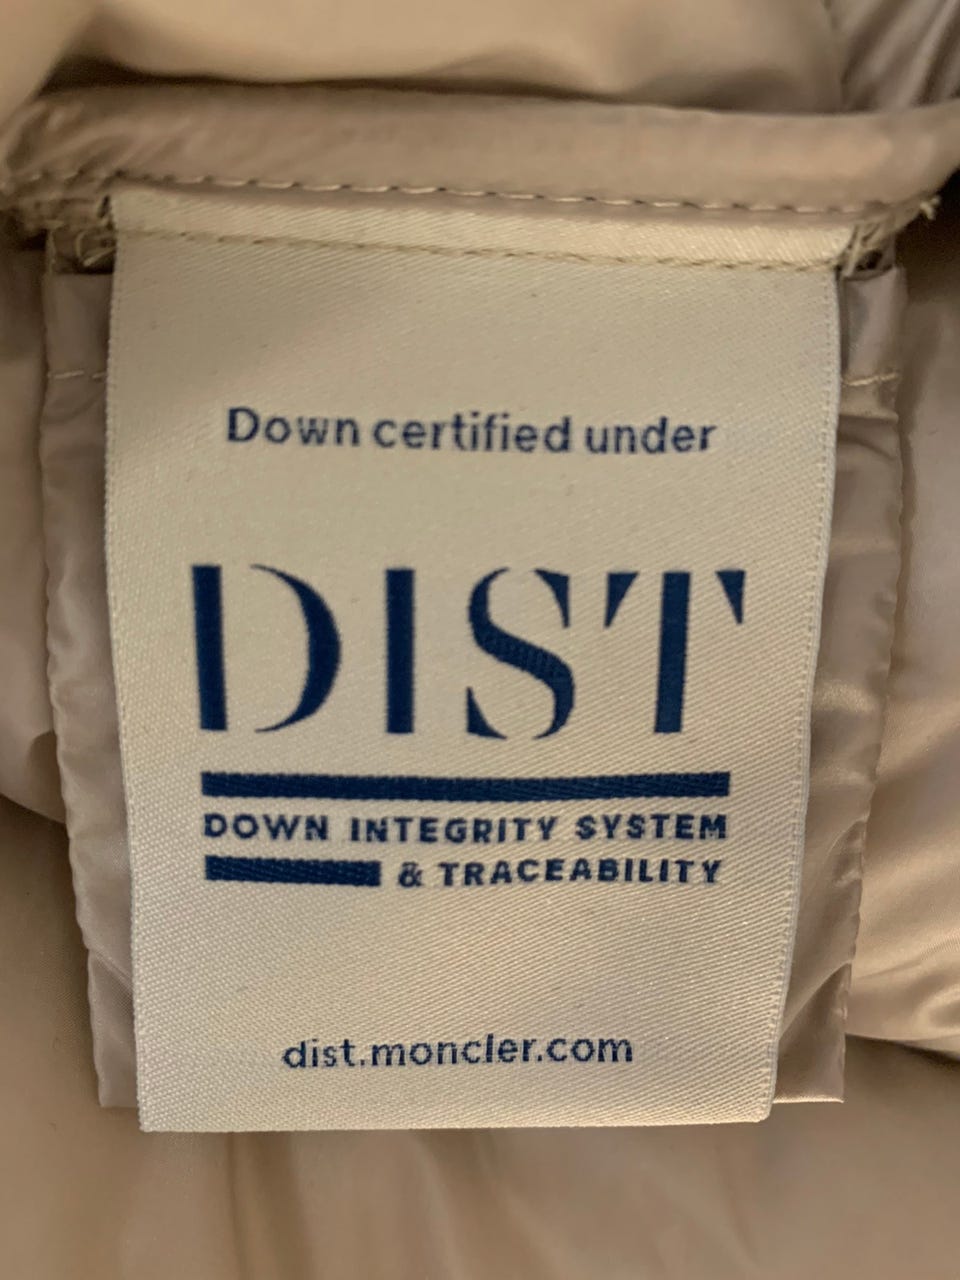 Down certified under
DIST
DOWN INTEGRITY SYSTEM
& TRACEABILITY
dist.moncler.com